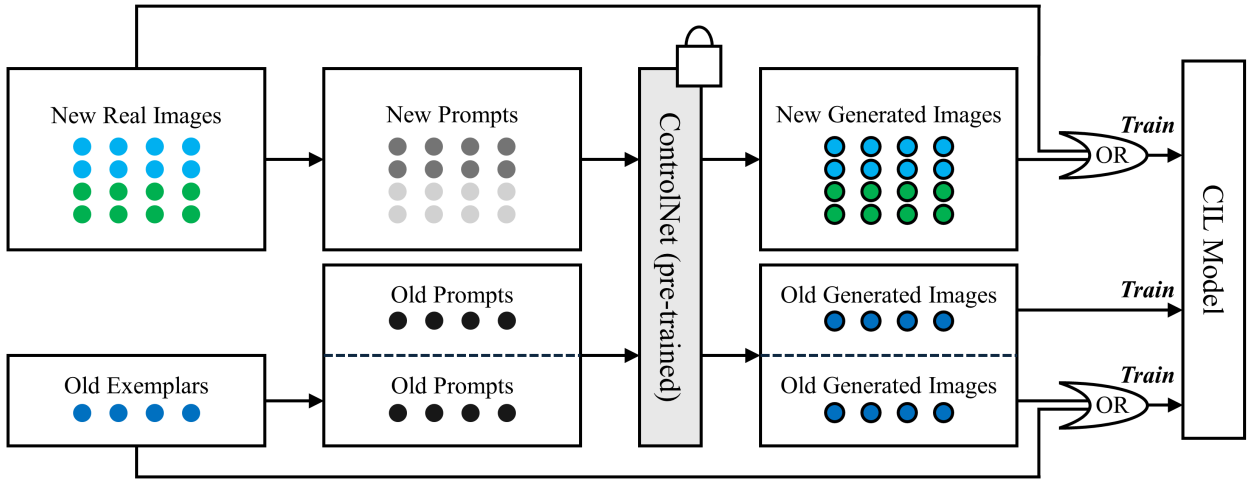 New Real Images
New Prompts
ControlNet (pre-trained)
New Generated Images
OR
Train
CIL Model
Old Prompts
Old Generated Images
Train
Old Exemplars
Old Prompts
Old Generated Images
OR
Train